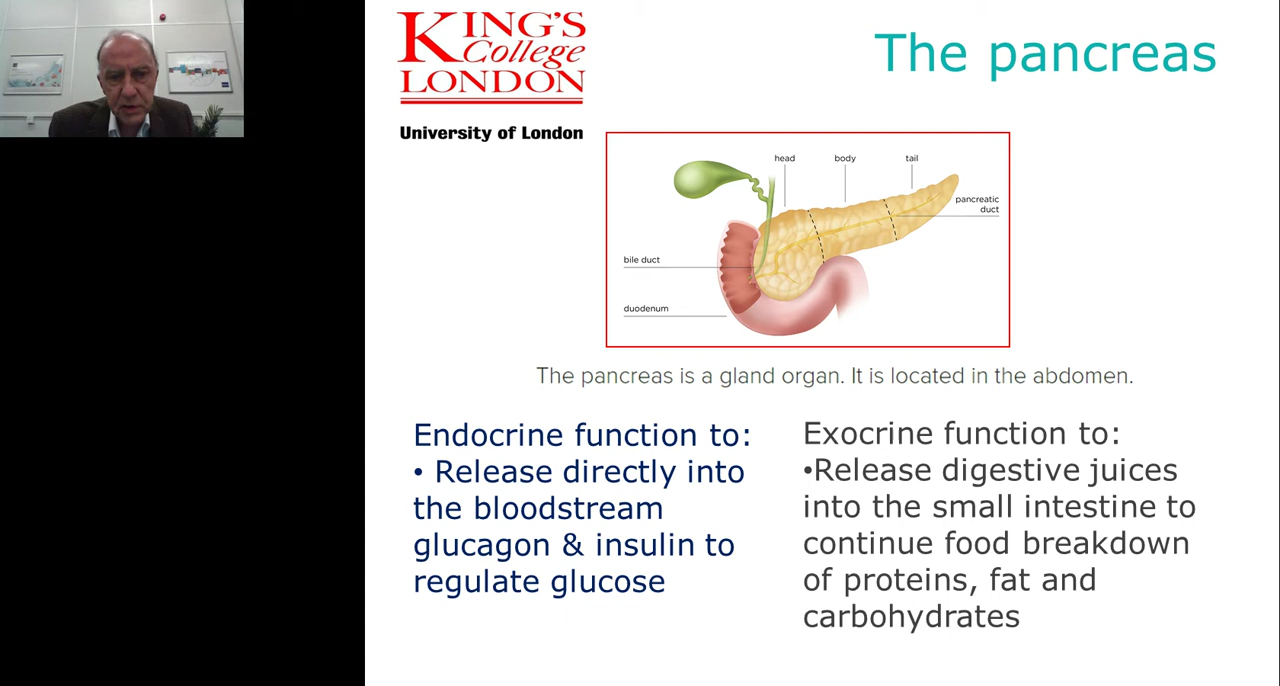 KING'S
College
LONDON
University of London
The pancreas
head
body
tail
pancreatic
duct
bile duct
duodenum
The pancreas is a gland organ. It is located in the abdomen.
Endocrine function to:
• Release directly into
the bloodstream
glucagon & insulin to
regulate glucose
Exocrine function to:
•Release digestive juices
into the small intestine to
continue food breakdown
of proteins, fat and
carbohydrates